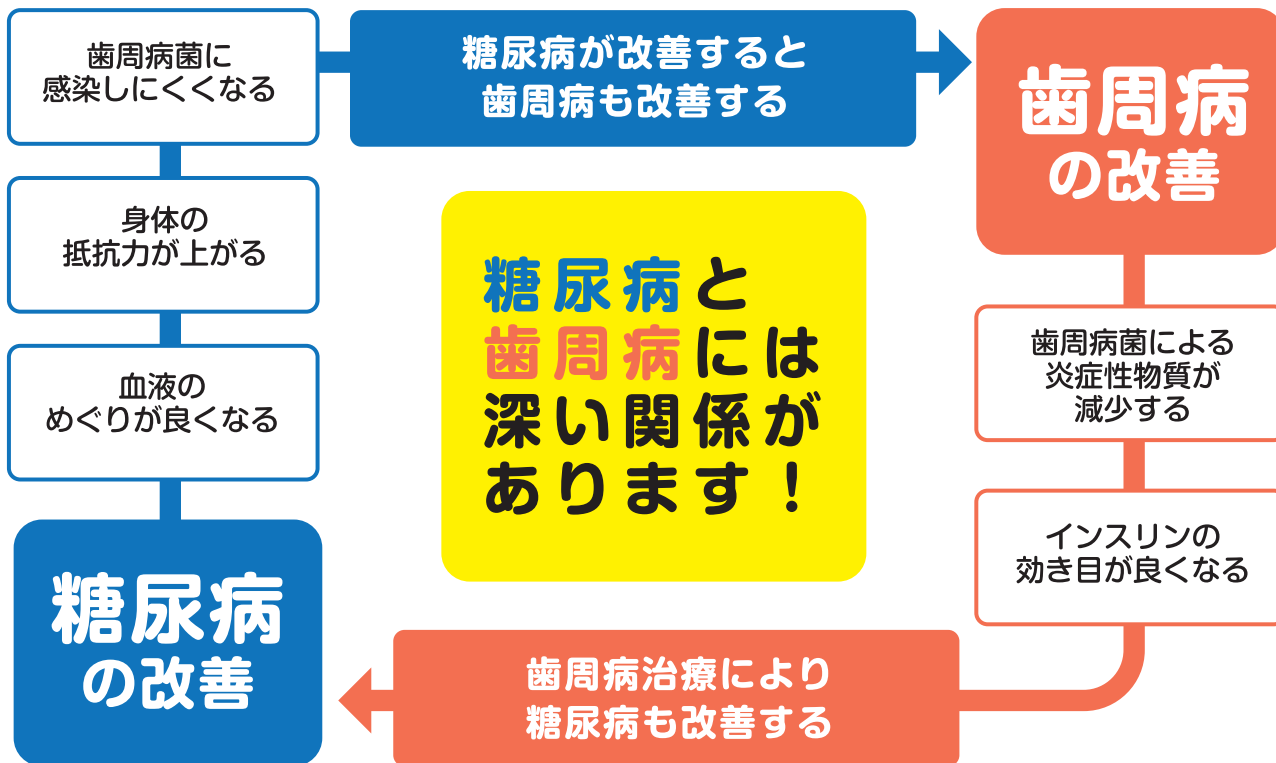 歯周病菌に
感染しにくくなる
糖尿病が改善すると
歯周病も改善する
歯周病
の改善
身体の
抵抗力が上がる
血液の
めぐりが良くなる
糖尿病と
歯周病には
深い関係が
あります！
歯周病菌による
炎症性物質が
減少する
インスリンの
効き目が良くなる
糖尿病
の改善
歯周病治療により
糖尿病も改善する